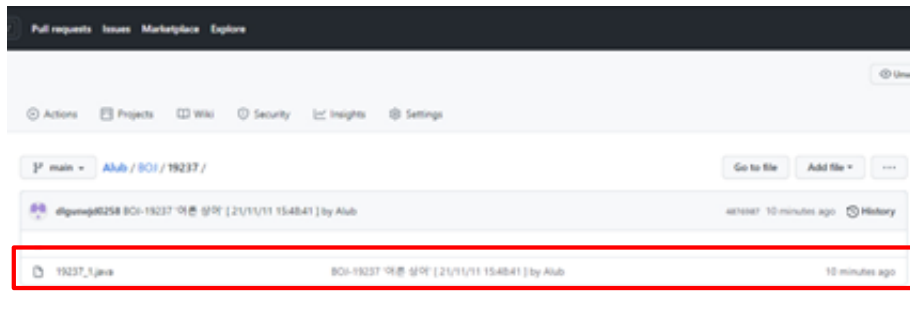 Pull requests Issues Marketplace Explore
Actions Projects Wiki Security Insights Settings
main Alub / BOJ / 19237 / Go to file Add file ...
BOJ-19237 '어른 상어' [ 21/11/11 15:48:41 ] by Alub 10 minutes ago History
19237_1.java BOJ-19237 '어른 상어' [ 21/11/11 15:48:41 ] by Alub 10 minutes ago